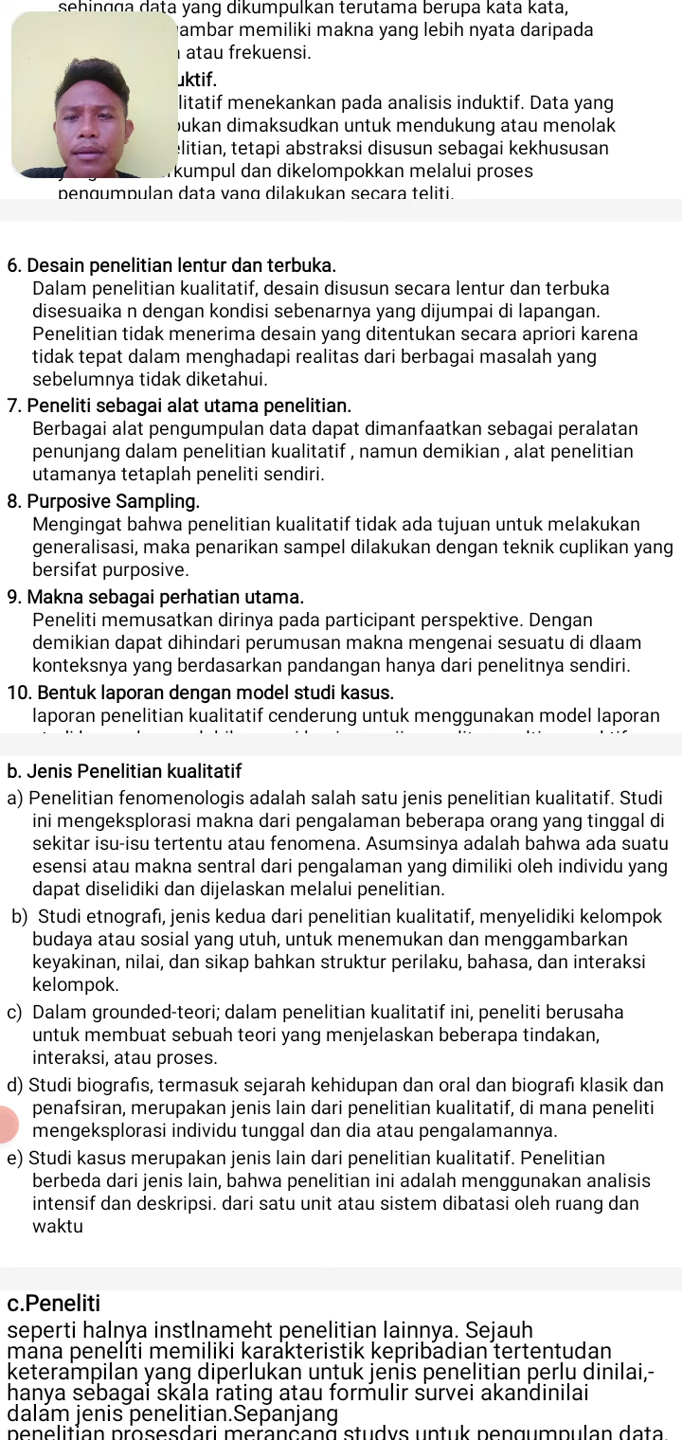 sehingga data yang dikumpulkan terutama berupa kata kata,
gambar memiliki makna yang lebih nyata daripada
atau frekuensi.
uktif.
litatif menekankan pada analisis induktif. Data yang
bukan dimaksudkan untuk mendukung atau menolak
elitian, tetapi abstraksi disusun sebagai kekhususan
kumpul dan dikelompokkan melalui proses
pengumpulan data yang dilakukan secara teliti.
6. Desain penelitian lentur dan terbuka.
Dalam penelitian kualitatif, desain disusun secara lentur dan terbuka
disesuaika n dengan kondisi sebenarnya yang dijumpai di lapangan.
Penelitian tidak menerima desain yang ditentukan secara apriori karena
tidak tepat dalam menghadapi realitas dari berbagai masalah yang
sebelumnya tidak diketahui.
7. Peneliti sebagai alat utama penelitian.
Berbagai alat pengumpulan data dapat dimanfaatkan sebagai peralatan
penunjang dalam penelitian kualitatif , namun demikian , alat penelitian
utamanya tetaplah peneliti sendiri.
8. Purposive Sampling.
Mengingat bahwa penelitian kualitatif tidak ada tujuan untuk melakukan
generalisasi, maka penarikan sampel dilakukan dengan teknik cuplikan yang
bersifat purposive.
9. Makna sebagai perhatian utama.
Peneliti memusatkan dirinya pada participant perspektive. Dengan
demikian dapat dihindari perumusan makna mengenai sesuatu di dlaam
konteksnya yang berdasarkan pandangan hanya dari penelitnya sendiri.
10. Bentuk laporan dengan model studi kasus.
laporan penelitian kualitatif cenderung untuk menggunakan model laporan
b. Jenis Penelitian kualitatif
a) Penelitian fenomenologis adalah salah satu jenis penelitian kualitatif. Studi
ini mengeksplorasi makna dari pengalaman beberapa orang yang tinggal di
sekitar isu-isu tertentu atau fenomena. Asumsinya adalah bahwa ada suatu
esensi atau makna sentral dari pengalaman yang dimiliki oleh individu yang
dapat diselidiki dan dijelaskan melalui penelitian.
b) Studi etnografi, jenis kedua dari penelitian kualitatif, menyelidiki kelompok
budaya atau sosial yang utuh, untuk menemukan dan menggambarkan
keyakinan, nilai, dan sikap bahkan struktur perilaku, bahasa, dan interaksi
kelompok.
c) Dalam grounded-teori; dalam penelitian kualitatif ini, peneliti berusaha
untuk membuat sebuah teori yang menjelaskan beberapa tindakan,
interaksi, atau proses.
d) Studi biografis, termasuk sejarah kehidupan dan oral dan biografi klasik dan
penafsiran, merupakan jenis lain dari penelitian kualitatif, di mana peneliti
mengeksplorasi individu tunggal dan dia atau pengalamannya.
e) Studi kasus merupakan jenis lain dari penelitian kualitatif. Penelitian
berbeda dari jenis lain, bahwa penelitian ini adalah menggunakan analisis
intensif dan deskripsi. dari satu unit atau sistem dibatasi oleh ruang dan
waktu
c.Peneliti
seperti halnya instlnameht penelitian lainnya. Sejauh
mana peneliti memiliki karakteristik kepribadian tertentudan
keterampilan yang diperlukan untuk jenis penelitian perlu dinilai,-
hanya sebagai skala rating atau formulir survei akandinilai
dalam jenis penelitian.Sepanjang
penelitian prosesdari merancang studys untuk pengumpulan data,